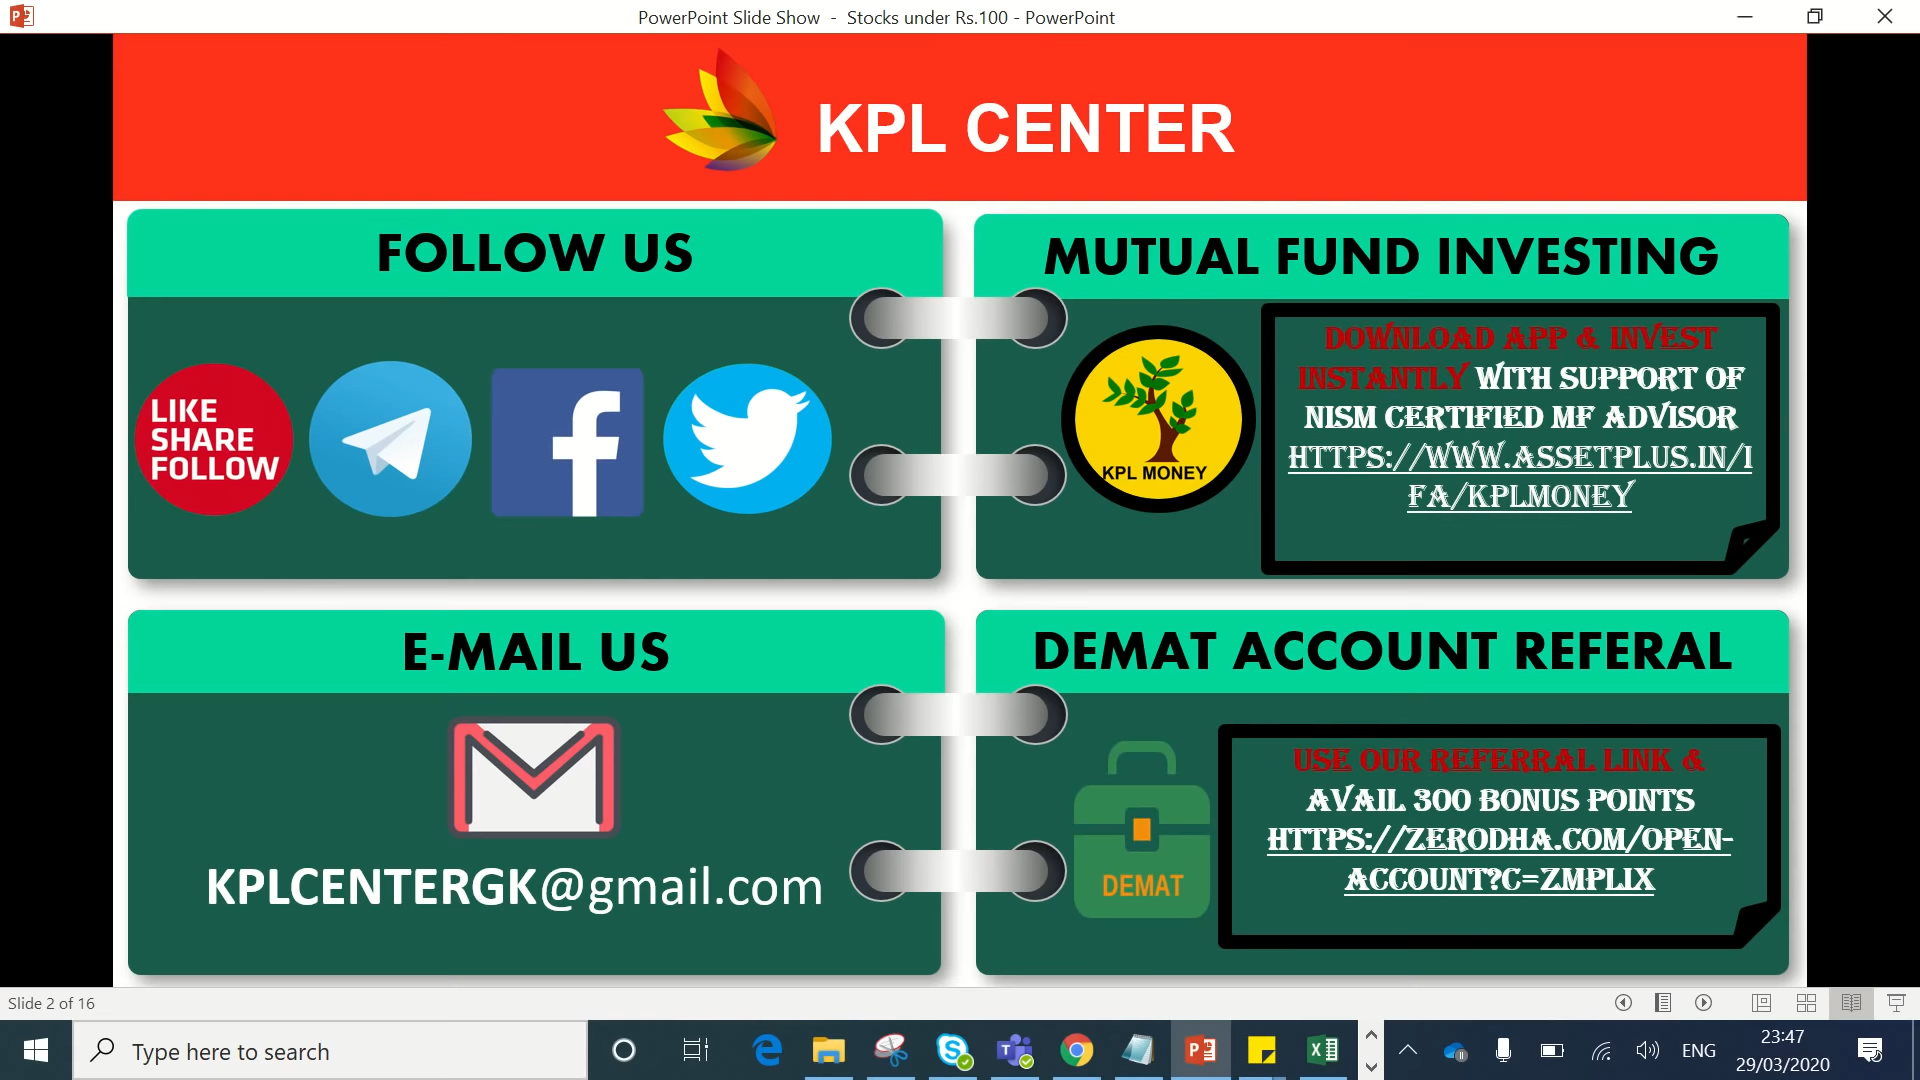 PowerPoint Slide Show  -  Stocks under Rs.100 - PowerPoint
KPL CENTER
FOLLOW US
LIKE
SHARE
FOLLOW
MUTUAL FUND INVESTING
KPL MONEY
DOWNLOAD APP & INVEST
INSTANTLY WITH SUPPORT OF
NISM CERTIFIED MF ADVISOR
HTTPS://WWW.ASSETPLUS.IN/I
FA/KPLMONEY
E-MAIL US
KPLCENTERGK@gmail.com
DEMAT ACCOUNT REFERAL
DEMAT
USE OUR REFERRAL LINK &
AVAIL 300 BONUS POINTS
HTTPS://ZERODHA.COM/OPEN-
ACCOUNT?C=ZMPLIX
Slide 2 of 16
Type here to search
ENG
23:47
29/03/2020